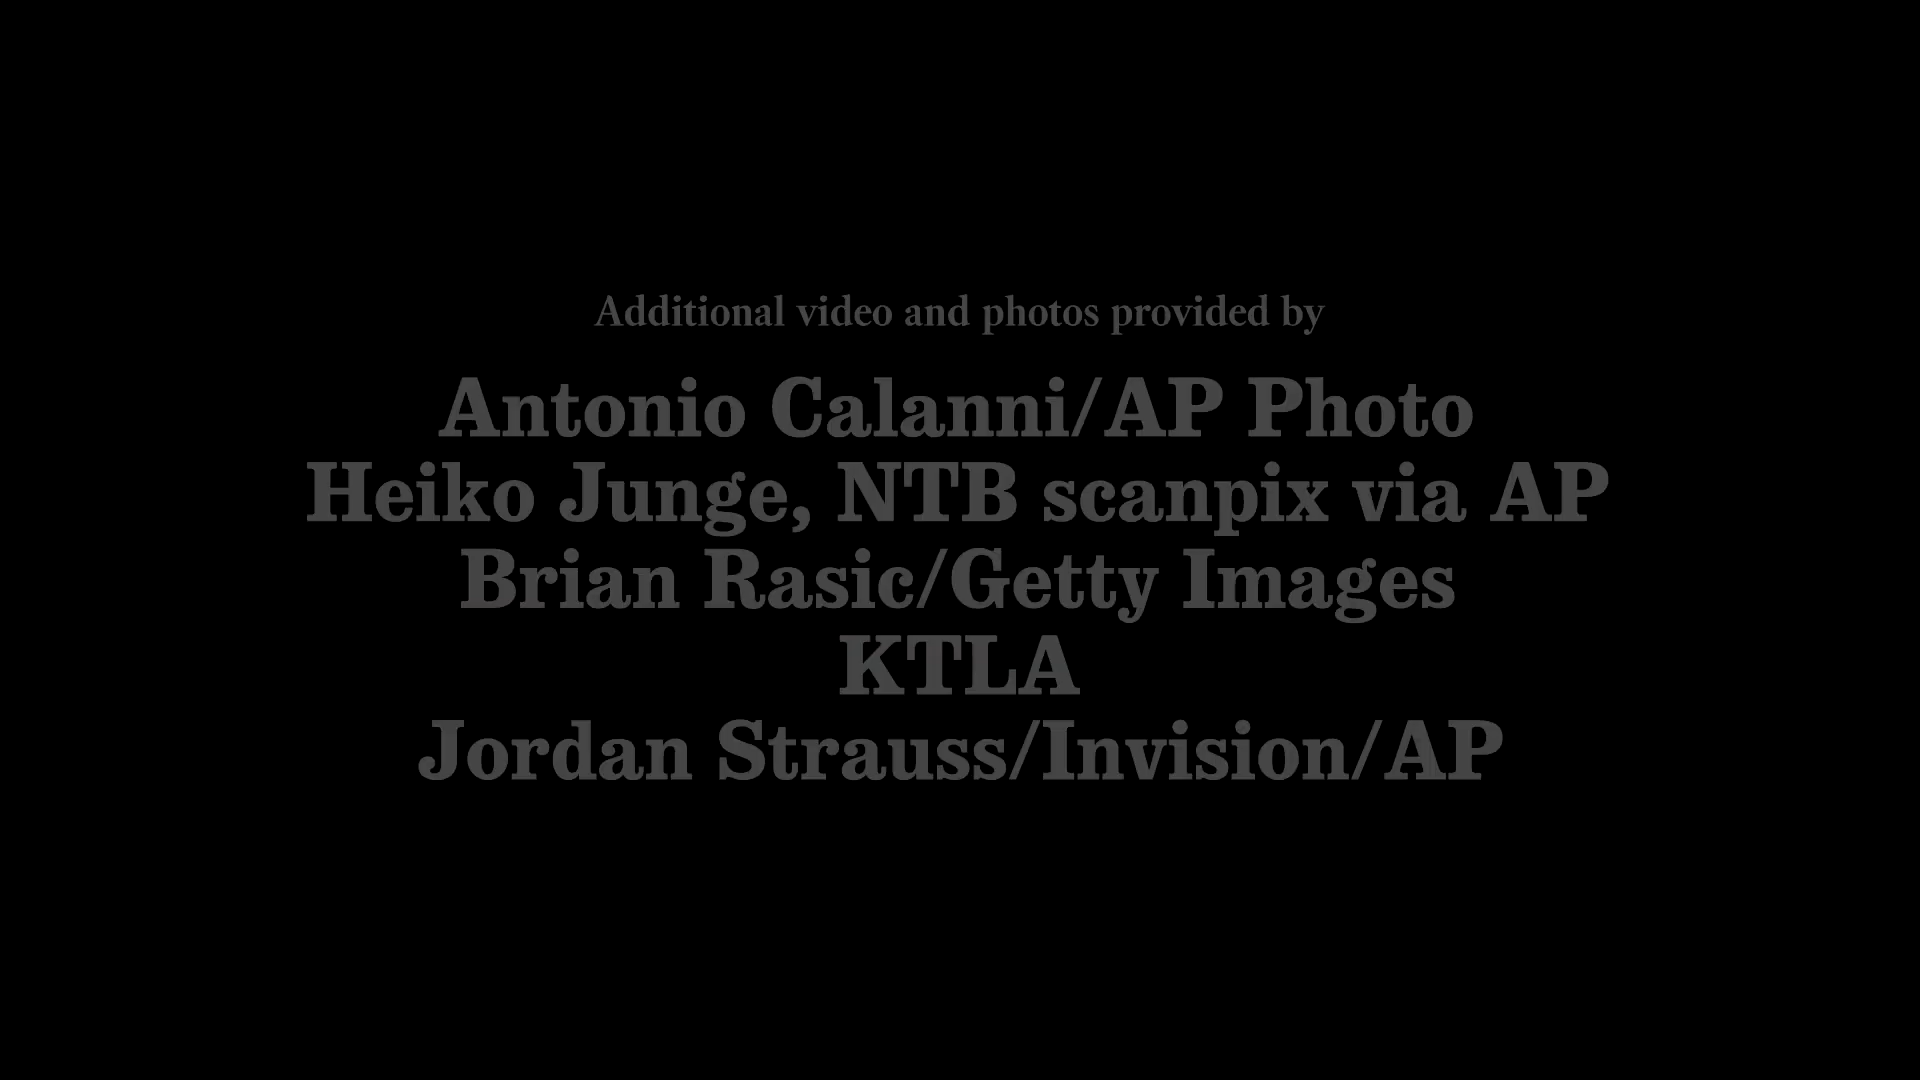 Additional video and photos provided by
Antonio Calanni/AP Photo
Heiko Junge, NTB scanpix via AP
Brian Rasic/Getty Images
KTLA
Jordan Strauss/Invision/AP